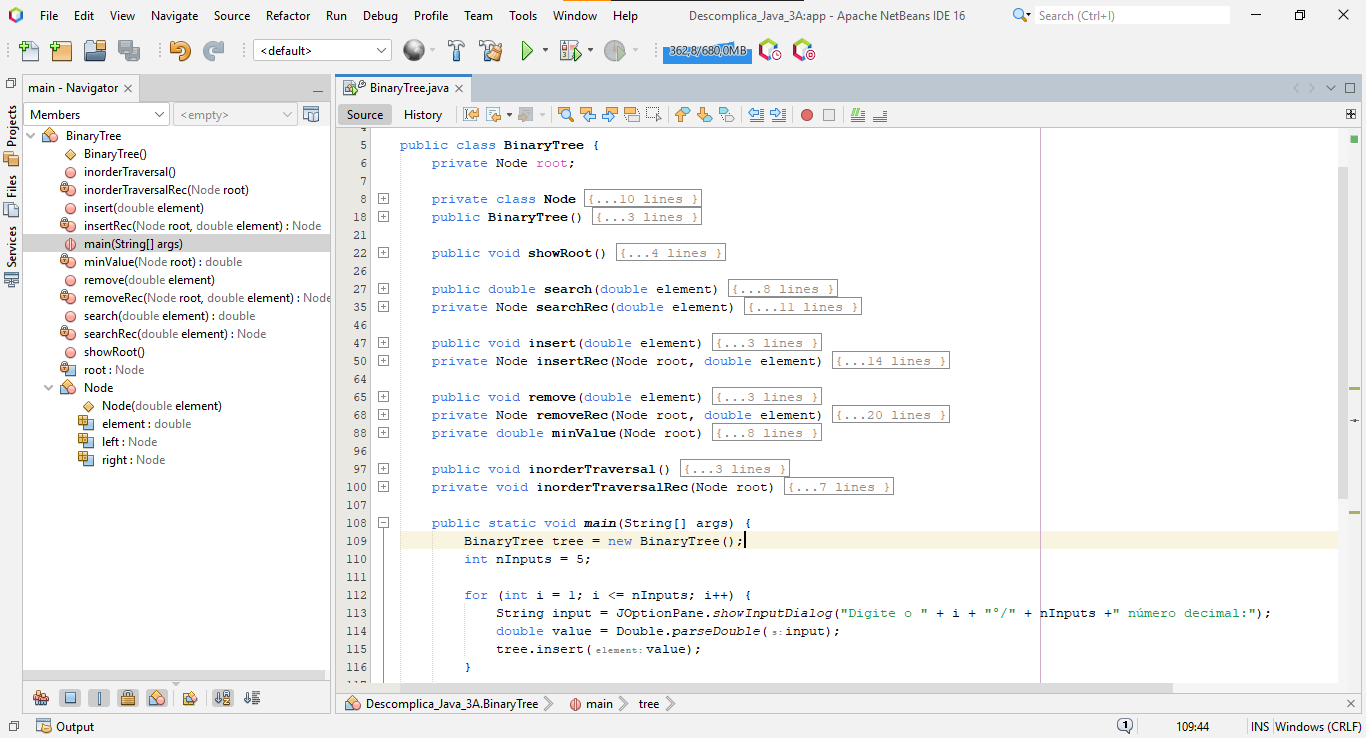 File Edit View Navigate Source Refactor Run Debug Profile Team Tools Window Help
Descomplica_Java_3A:app - Apache NetBeans IDE 16
Search (Ctrl+I)
<default>
362,8/680,0MB
Projects
Files
Services
main - Navigator
Members
<empty>
BinaryTree
BinaryTree()
inorderTraversal()
inorderTraversalRec(Node root)
insert(double element)
insertRec(Node root, double element) : Node
main(String[] args)
minValue(Node root) : double
remove(double element)
removeRec(Node root, double element) : Node
search(double element) : double
searchRec(double element) : Node
showRoot()
root : Node
Node
Node(double element)
element : double
left : Node
right : Node
BinaryTree.java
Source History
5 public class BinaryTree {
6 private Node root;
7
8 private class Node {...10 lines }
18 public BinaryTree() {...3 lines }
21
22 public void showRoot() {...4 lines }
26
27 public double search(double element) {...8 lines }
35 private Node searchRec(double element) {...11 lines }
46
47 public void insert(double element) {...3 lines }
50 private Node insertRec(Node root, double element) {...14 lines }
64
65 public void remove(double element) {...3 lines }
68 private Node removeRec(Node root, double element) {...20 lines }
88 private double minValue(Node root) {...8 lines }
96
97 public void inorderTraversal() {...3 lines }
100 private void inorderTraversalRec(Node root) {...7 lines }
107
108 public static void main(String[] args) {
109 BinaryTree tree = new BinaryTree();
110 int nInputs = 5;
111
112 for (int i = 1; i <= nInputs; i++) {
113 String input = JOptionPane.showInputDialog("Digite o " + i + "°/" + nInputs +" número decimal:");
114 double value = Double.parseDouble(s: input);
115 tree.insert(element: value);
116 }
Descomplica_Java_3A.BinaryTree main tree
Output
1
109:44
INS
Windows (CRLF)